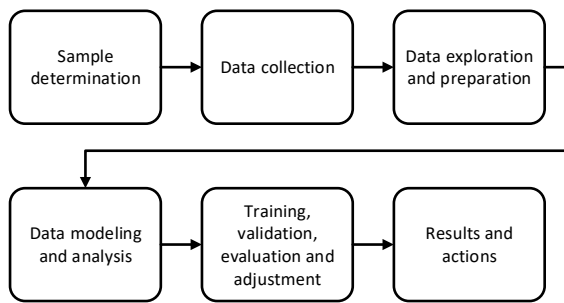 Sample
determination
Data collection
Data exploration
and preparation
Data modeling
and analysis
Training,
validation,
evaluation and
adjustment
Results and
actions